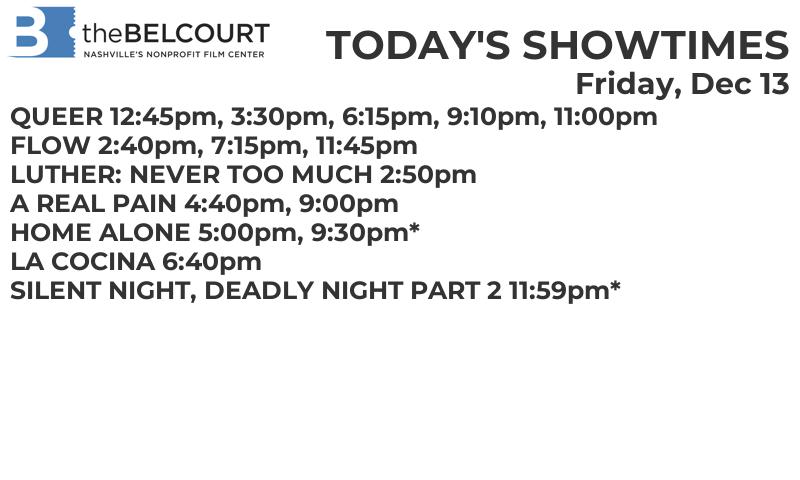 B theBELCOURT
NASHVILLE'S NONPROFIT FILM CENTER
TODAY'S SHOWTIMES
Friday, Dec 13
QUEER 12:45pm, 3:30pm, 6:15pm, 9:10pm, 11:00pm
FLOW 2:40pm, 7:15pm, 11:45pm
LUTHER: NEVER TOO MUCH 2:50pm
A REAL PAIN 4:40pm, 9:00pm
HOME ALONE 5:00pm, 9:30pm*
LA COCINA 6:40pm
SILENT NIGHT, DEADLY NIGHT PART 2 11:59pm*